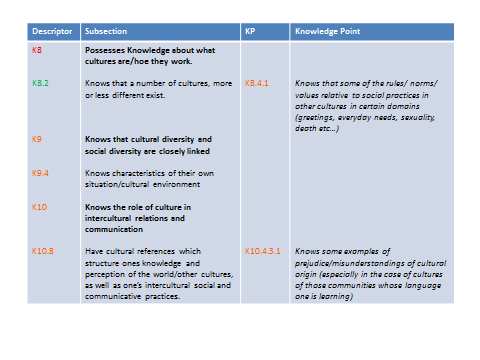 Descriptor Subsection KP Knowledge Point
K8 Possesses Knowledge about what
cultures are/hoe they work.
K8.2 Knows that a number of cultures, more K8.4.1 Knows that some of the rules/ norms/
or less different exist. values relative to social practices in
other cultures in certain domains
(greetings, everyday needs, sexuality,
death etc...)
K9 Knows that cultural diversity and
social diversity are closely linked
K9.4 Knows characteristics of their own
situation/cultural environment
K10 Knows the role of culture in
intercultural relations and
communication
K10.8 Have cultural references which K10.4.3.1 Knows some examples of
structure ones knowledge and prejudice/misunderstandings of cultural
perception of the world/other cultures, origin (especially in the case of cultures
as well as one's intercultural social and of those communities whose language
communicative practices. one is learning)